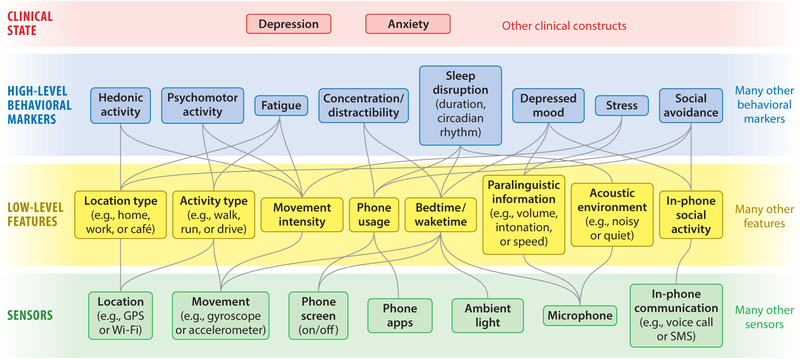 CLINICAL
STATE
Depression
Anxiety
Other clinical constructs
HIGH-LEVEL
BEHAVIORAL
MARKERS
Hedonic
activity
Psychomotor
activity
Fatigue
Concentration/
distractibility
Sleep
disruption
(duration,
circadian
rhythm)
Depressed
mood
Stress
Social
avoidance
Many other
behavioral
markers
LOW-LEVEL
FEATURES
Location type
(e.g., home,
work, or café)
Activity type
(e.g., walk,
run, or drive)
Movement
intensity
Phone
usage
Bedtime/
waketime
Paralinguistic
information
(e.g., volume,
intonation,
or speed)
Acoustic
environment
(e.g., noisy
or quiet)
In-phone
social
activity
Many other
features
SENSORS
Location
(e.g., GPS
or Wi-Fi)
Movement
(e.g., gyroscope
or accelerometer)
Phone
screen
(on/off)
Phone
apps
Ambient
light
Microphone
In-phone
communication
(e.g., voice call
or SMS)
Many other
sensors